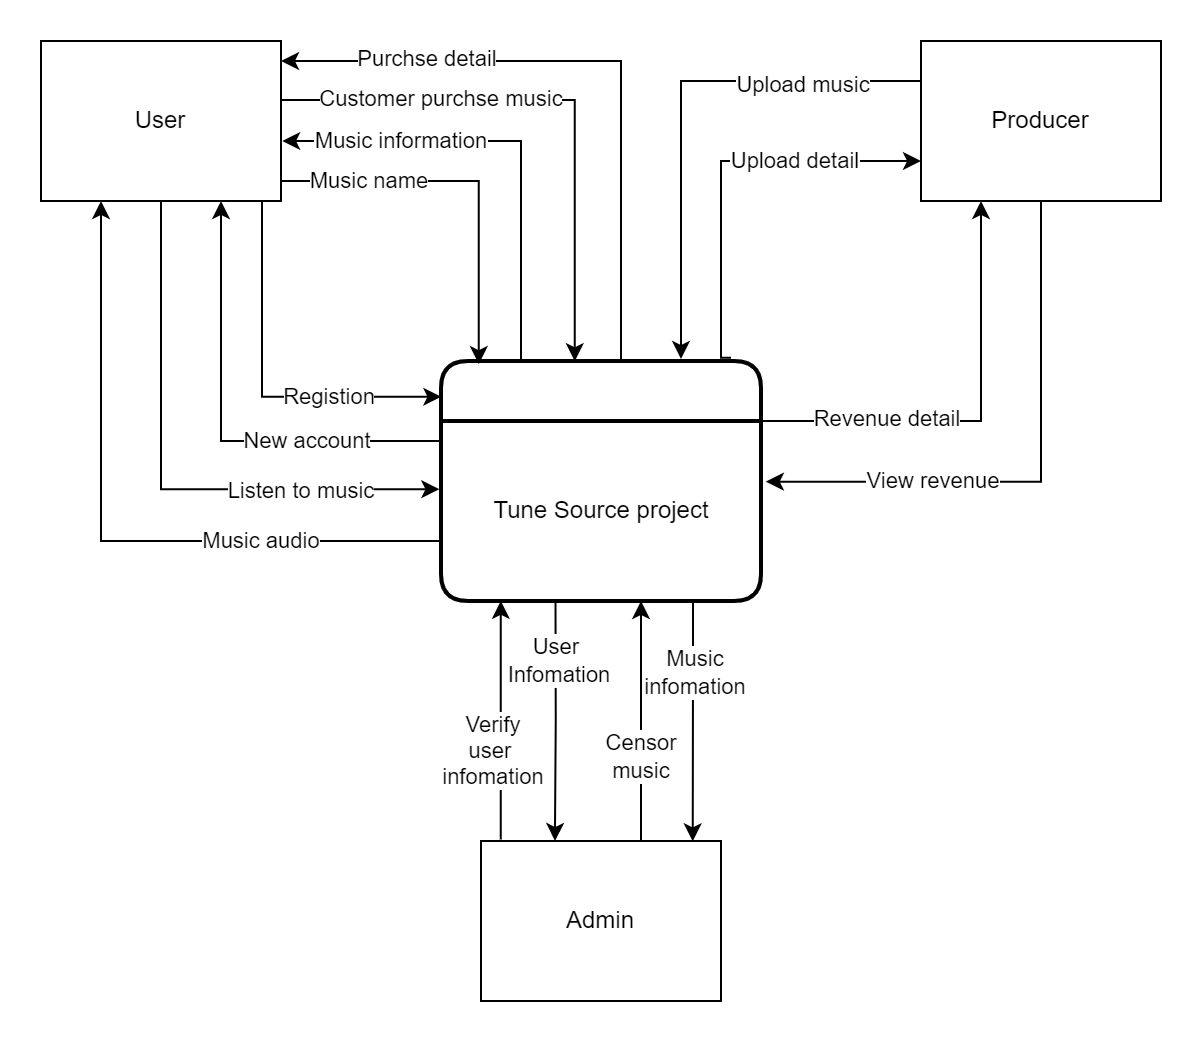 Purchse detail
Customer purchse music
Music information
Music name
User
Upload music
Upload detail
Producer
Registion
New account
Listen to music
Music audio
Revenue detail
View revenue
Tune Source project
User
Infomation
Music
infomation
Verify
user
infomation
Censor
music
Admin